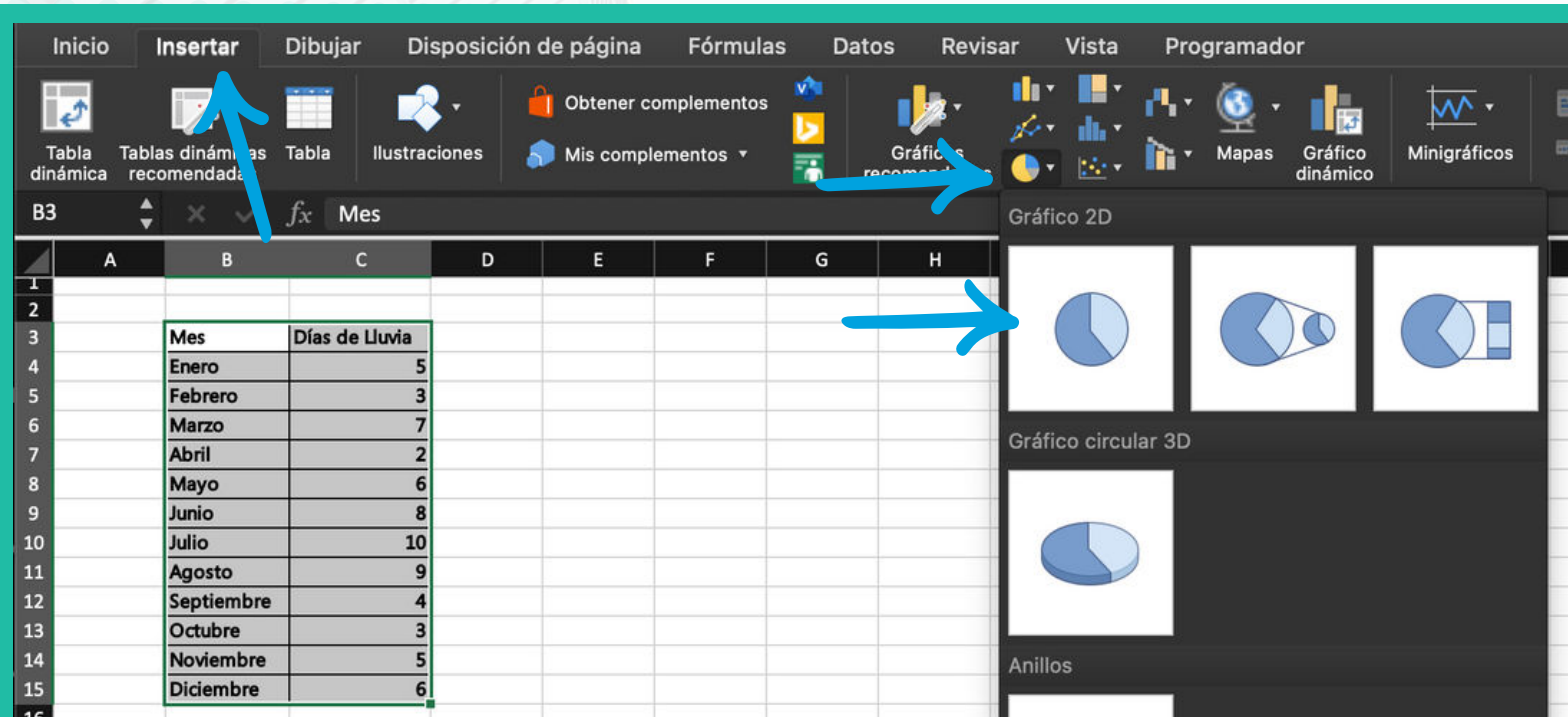 Inicio Insertar Dibujar Disposición de página Fórmulas Datos Revisar Vista Programador
Obtener complementos
Mis complementos
Tabla dinámica
Tablas dinámicas recomendadas
Tabla
Ilustraciones
Gráficos recomendados
Mapas
Gráfico dinámico
Minigráficos
B3 fx Mes
Gráfico 2D
A B C D E F G H
1
2
3 Mes Días de Lluvia
4 Enero 5
5 Febrero 3
6 Marzo 7
7 Abril 2
8 Mayo 6
9 Junio 8
10 Julio 10
11 Agosto 9
12 Septiembre 4
13 Octubre 3
14 Noviembre 5
15 Diciembre 6
16
Gráfico circular 3D
Anillos